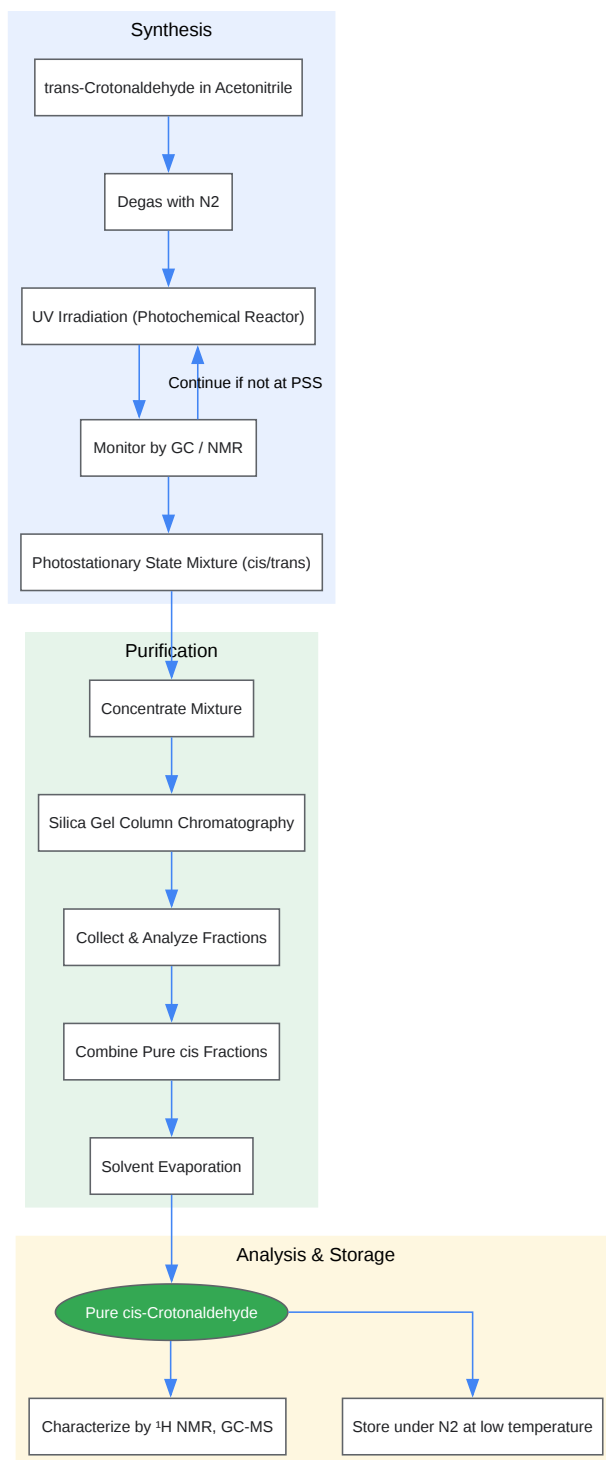 Synthesis
trans-Crotonaldehyde in Acetonitrile
Degas with N2
UV Irradiation (Photochemical Reactor)
Continue if not at PSS
Monitor by GC / NMR
Photostationary State Mixture (cis/trans)
Purification
Concentrate Mixture
Silica Gel Column Chromatography
Collect & Analyze Fractions
Combine Pure cis Fractions
Solvent Evaporation
Analysis & Storage
Pure cis-Crotonaldehyde
Characterize by ¹H NMR, GC-MS
Store under N2 at low temperature